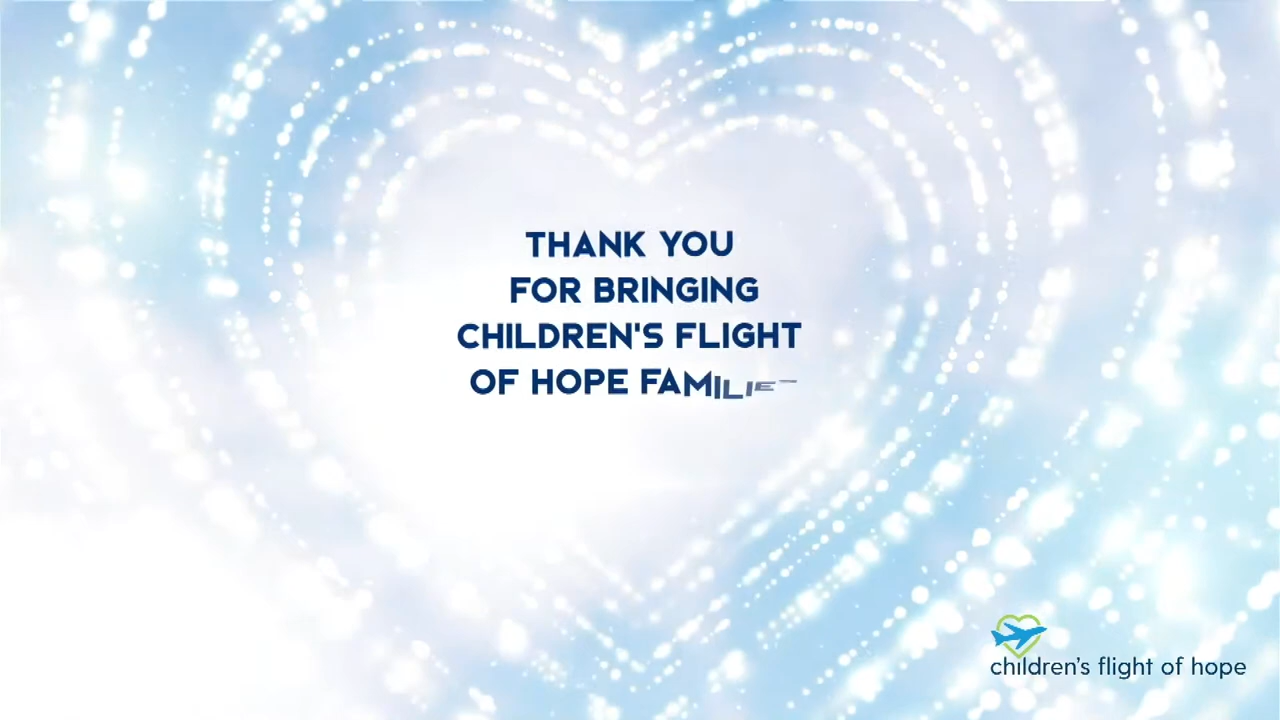 THANK YOU
FOR BRINGING
CHILDREN'S FLIGHT
OF HOPE
children's flight of hope